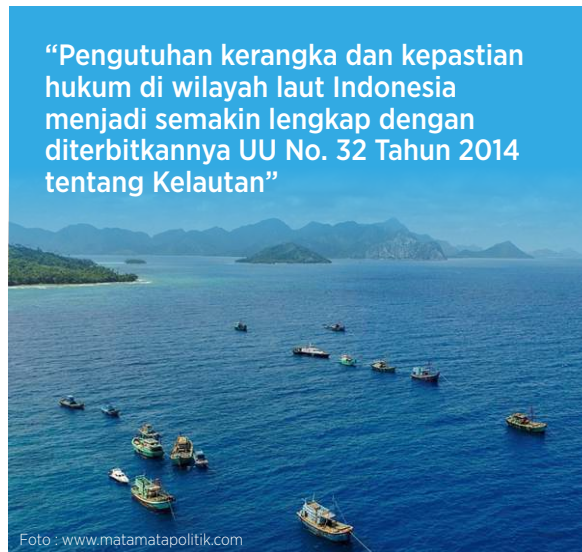 “Pengutuhan kerangka dan kepastian
hukum di wilayah laut Indonesia
menjadi semakin lengkap dengan
diterbitkannya UU No. 32 Tahun 2014
tentang Kelautan”
Foto : www.matamatapolitik.com